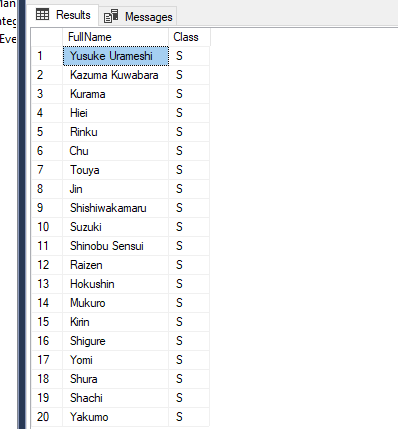 Man
ateg
Eve
Results Messages
FullName Class
1 Yusuke Urameshi S
2 Kazuma Kuwabara S
3 Kurama S
4 Hiei S
5 Rinku S
6 Chu S
7 Touya S
8 Jin S
9 Shishiwakamaru S
10 Suzuki S
11 Shinobu Sensui S
12 Raizen S
13 Hokushin S
14 Mukuro S
15 Kirin S
16 Shigure S
17 Yomi S
18 Shura S
19 Shachi S
20 Yakumo S